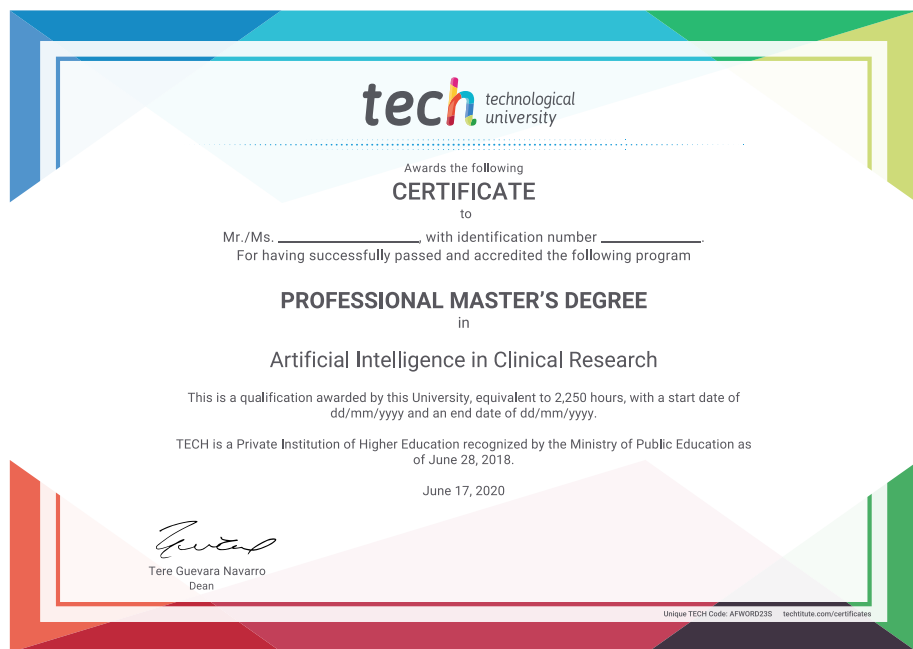 tech technological
university
Awards the following
CERTIFICATE
to
Mr./Ms. ____________________, with identification number ______________.
For having successfully passed and accredited the following program
PROFESSIONAL MASTER'S DEGREE
in
Artificial Intelligence in Clinical Research
This is a qualification awarded by this University, equivalent to 2,250 hours, with a start date of
dd/mm/yyyy and an end date of dd/mm/yyyy.
TECH is a Private Institution of Higher Education recognized by the Ministry of Public Education as
of June 28, 2018.
June 17, 2020
Tere Guevara Navarro
Dean
Unique TECH Code: AFWORD23S techtitute.com/certificates